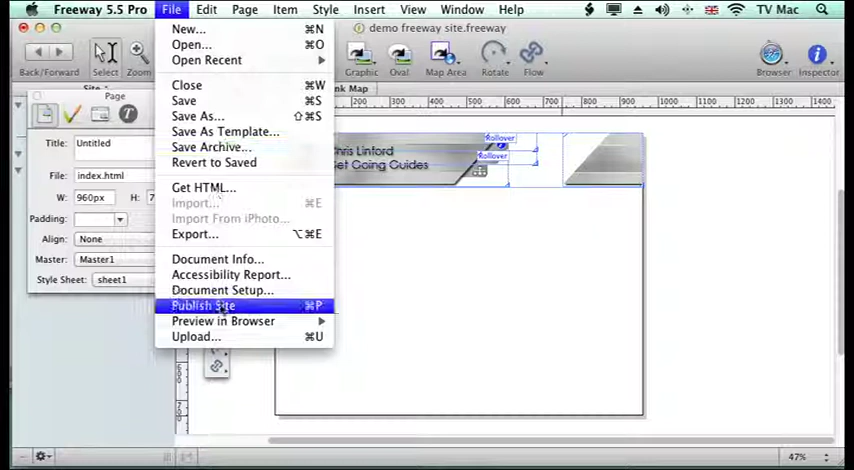 Freeway 5.5 Pro File Edit Page Item Style Insert demo View Window Help TV Mac
demo freeway site.freeway
Back/Forward Select Zoom Graphic Oval Map Area Rotate Flow Browser Inspector
nk Map
New... ⌘N
Open... ⌘O
Open Recent
Close ⌘W
Save ⌘S
Save As... ⇧⌘S
Save As Template...
Save Archive...
Revert to Saved
Get HTML...
Import... ⌘E
Import From iPhoto...
Export... ⌥⌘E
Document Info...
Accessibility Report...
Document Setup...
Publish Site ⌘P
Preview in Browser
Upload... ⌘U
Page
Title: Untitled
File: index.html
W: 960px H: 7
Padding:
Align: None
Master: Master1
Style Sheet: sheet1
200 300 400 500 600 700 800 900 1000 1100 1200 1400
Rollover
Chris Linford
Rollover
Get Going Guides
47%